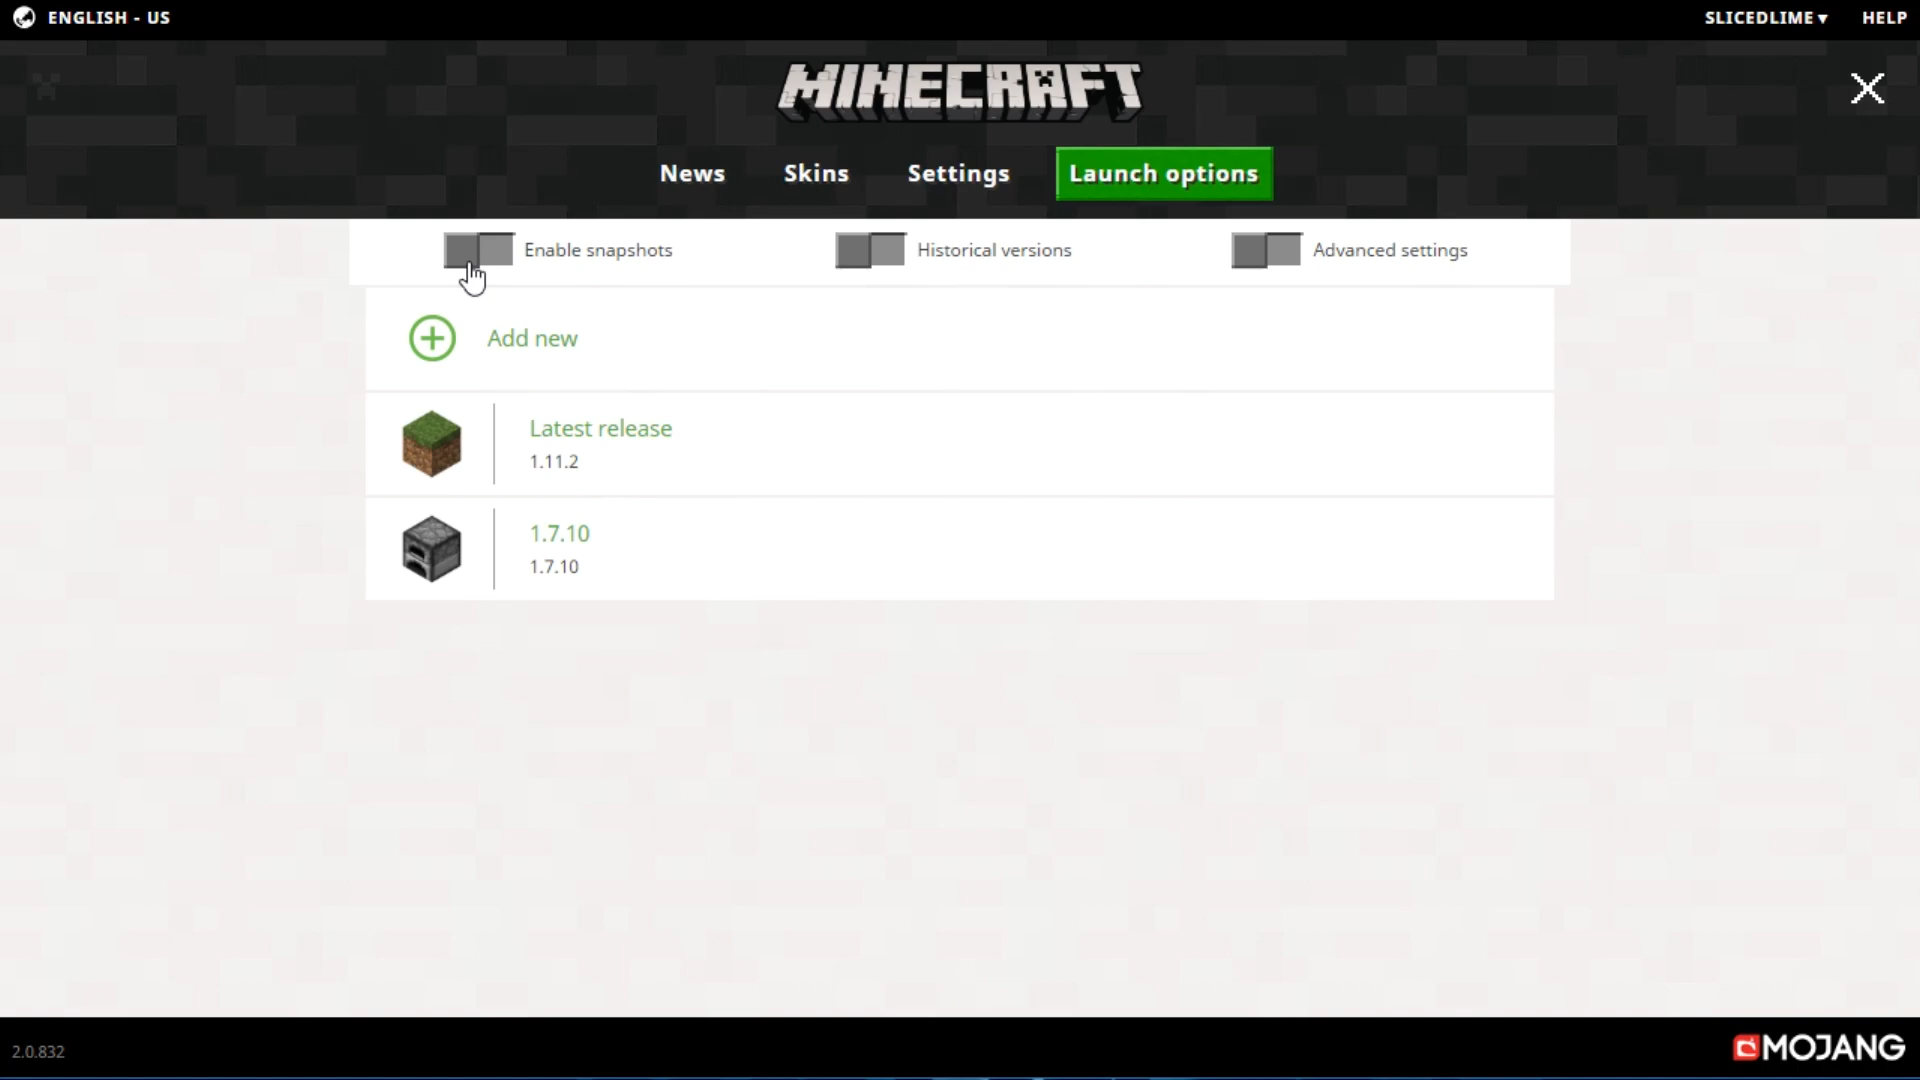 ENGLISH - US
SLICEDLIME▾ HELP
MINECRAFT
News Skins Settings Launch options
Enable snapshots Historical versions Advanced settings
Add new
Latest release
1.11.2
1.7.10
1.7.10
2.0.832
MOJANG